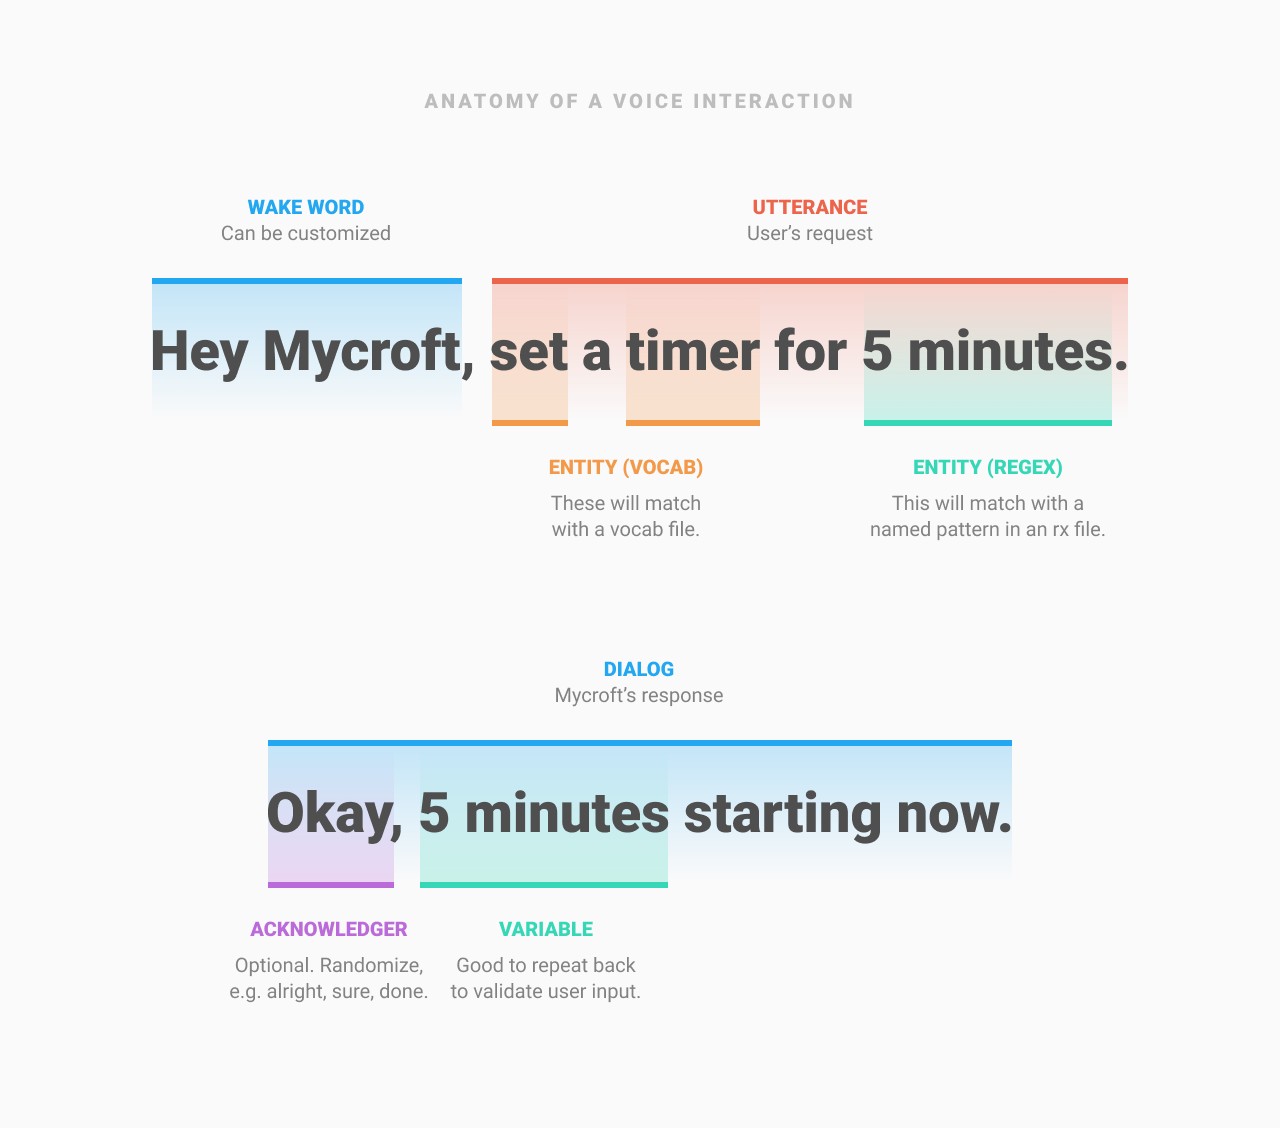 ANATOMY OF A VOICE INTERACTION
WAKE WORD
Can be customized
UTTERANCE
User’s request
Hey Mycroft, set a timer for 5 minutes.
ENTITY (VOCAB)
These will match
with a vocab file.
ENTITY (REGEX)
This will match with a
named pattern in an rx file.
DIALOG
Mycroft’s response
Okay, 5 minutes starting now.
ACKNOWLEDGER
Optional. Randomize,
e.g. alright, sure, done.
VARIABLE
Good to repeat back
to validate user input.